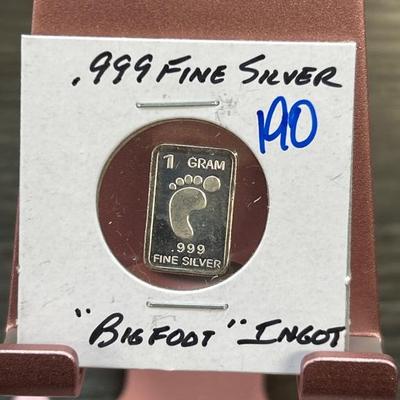 .999 FINE SILVER
190
1 GRAM
.999
FINE SILVER
"BIGFOOT" INGOT